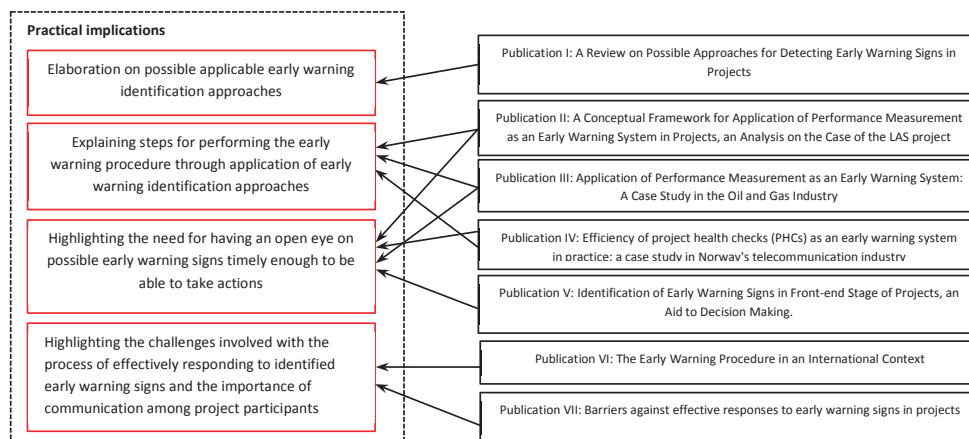 Practical implications
Elaboration on possible applicable early warning
identification approaches
Explaining steps for performing the early
warning procedure through application of early
warning identification approaches
Highlighting the need for having an open eye on
possible early warning signs timely enough to be
able to take actions
Highlighting the challenges involved with the
process of effectively responding to identified
early warning signs and the importance of
communication among project participants
Publication I: A Review on Possible Approaches for Detecting Early Warning Signs in
Projects
Publication II: A Conceptual Framework for Application of Performance Measurement
as an Early Warning System in Projects, an Analysis on the Case of the LAS project
Publication III: Application of Performance Measurement as an Early Warning System:
A Case Study in the Oil and Gas Industry
Publication IV: Efficiency of project health checks (PHCs) as an early warning system
in practice: a case study in Norway's telecommunication industry
Publication V: Identification of Early Warning Signs in Front-end Stage of Projects, an
Aid to Decision Making.
Publication VI: The Early Warning Procedure in an International Context
Publication VII: Barriers against effective responses to early warning signs in projects